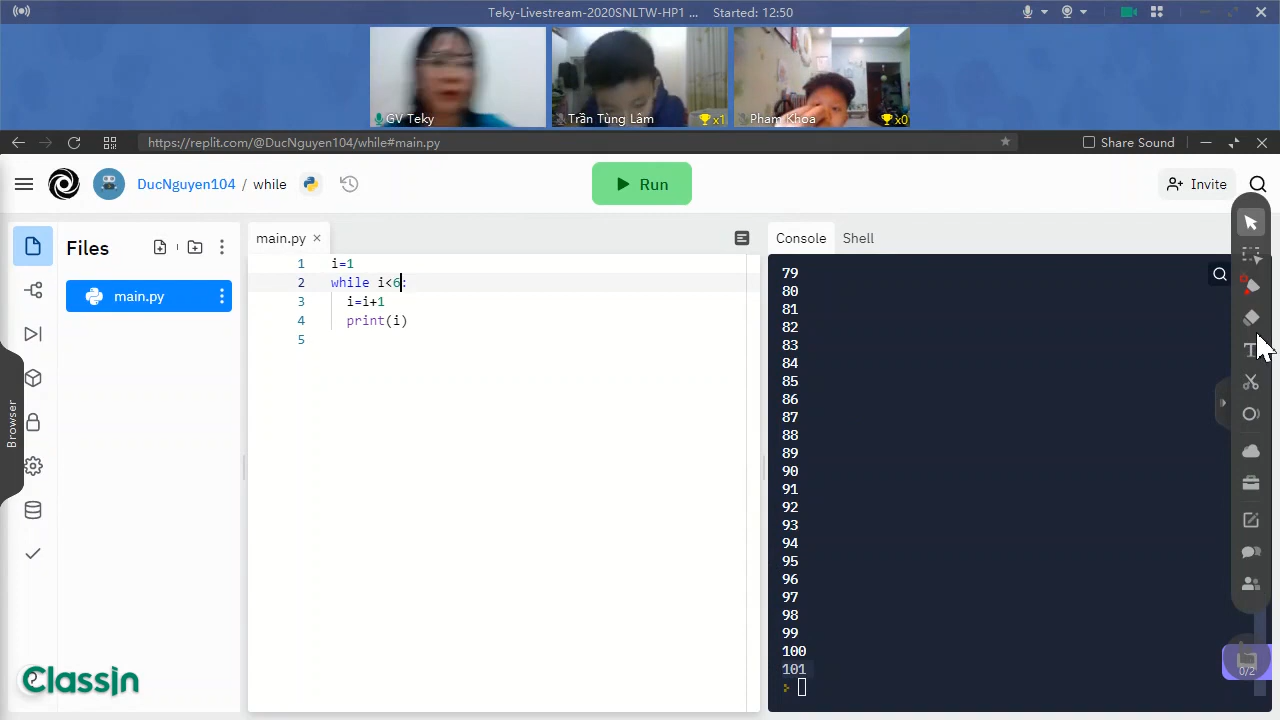 Teky-Livestream-2020SNLTW-HP1 ... Started: 12:50
GV Teky
Trần Tùng Lâm
x1
Pham Khoa
x0
https://replit.com/@DucNguyen104/while#main.py
Share Sound
DucNguyen104 / while
Run
Invite
Files
main.py
main.py
Console
Shell
1 i=1
2 while i<6:
3 i=i+1
4 print(i)
5
79
80
81
82
83
84
85
86
87
88
89
90
91
92
93
94
95
96
97
98
99
100
101
Browser
ClassIn
0/2